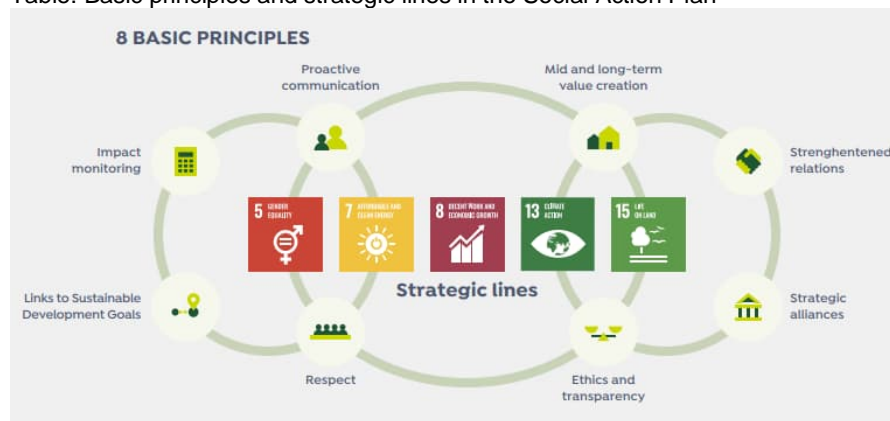 Table: Basic principles and strategic lines in the Social Action Plan
8 BASIC PRINCIPLES
Proactive
communication
Mid and long-term
value creation
Impact
monitoring
Strenghtened
relations
5 GENDER
EQUALITY
7 AFFORDABLE AND
CLEAN ENERGY
8 DECENT WORK AND
ECONOMIC GROWTH
13 CLIMATE
ACTION
15 LIFE
ON LAND
Strategic lines
Links to Sustainable
Development Goals
Strategic
alliances
Respect
Ethics and
transparency